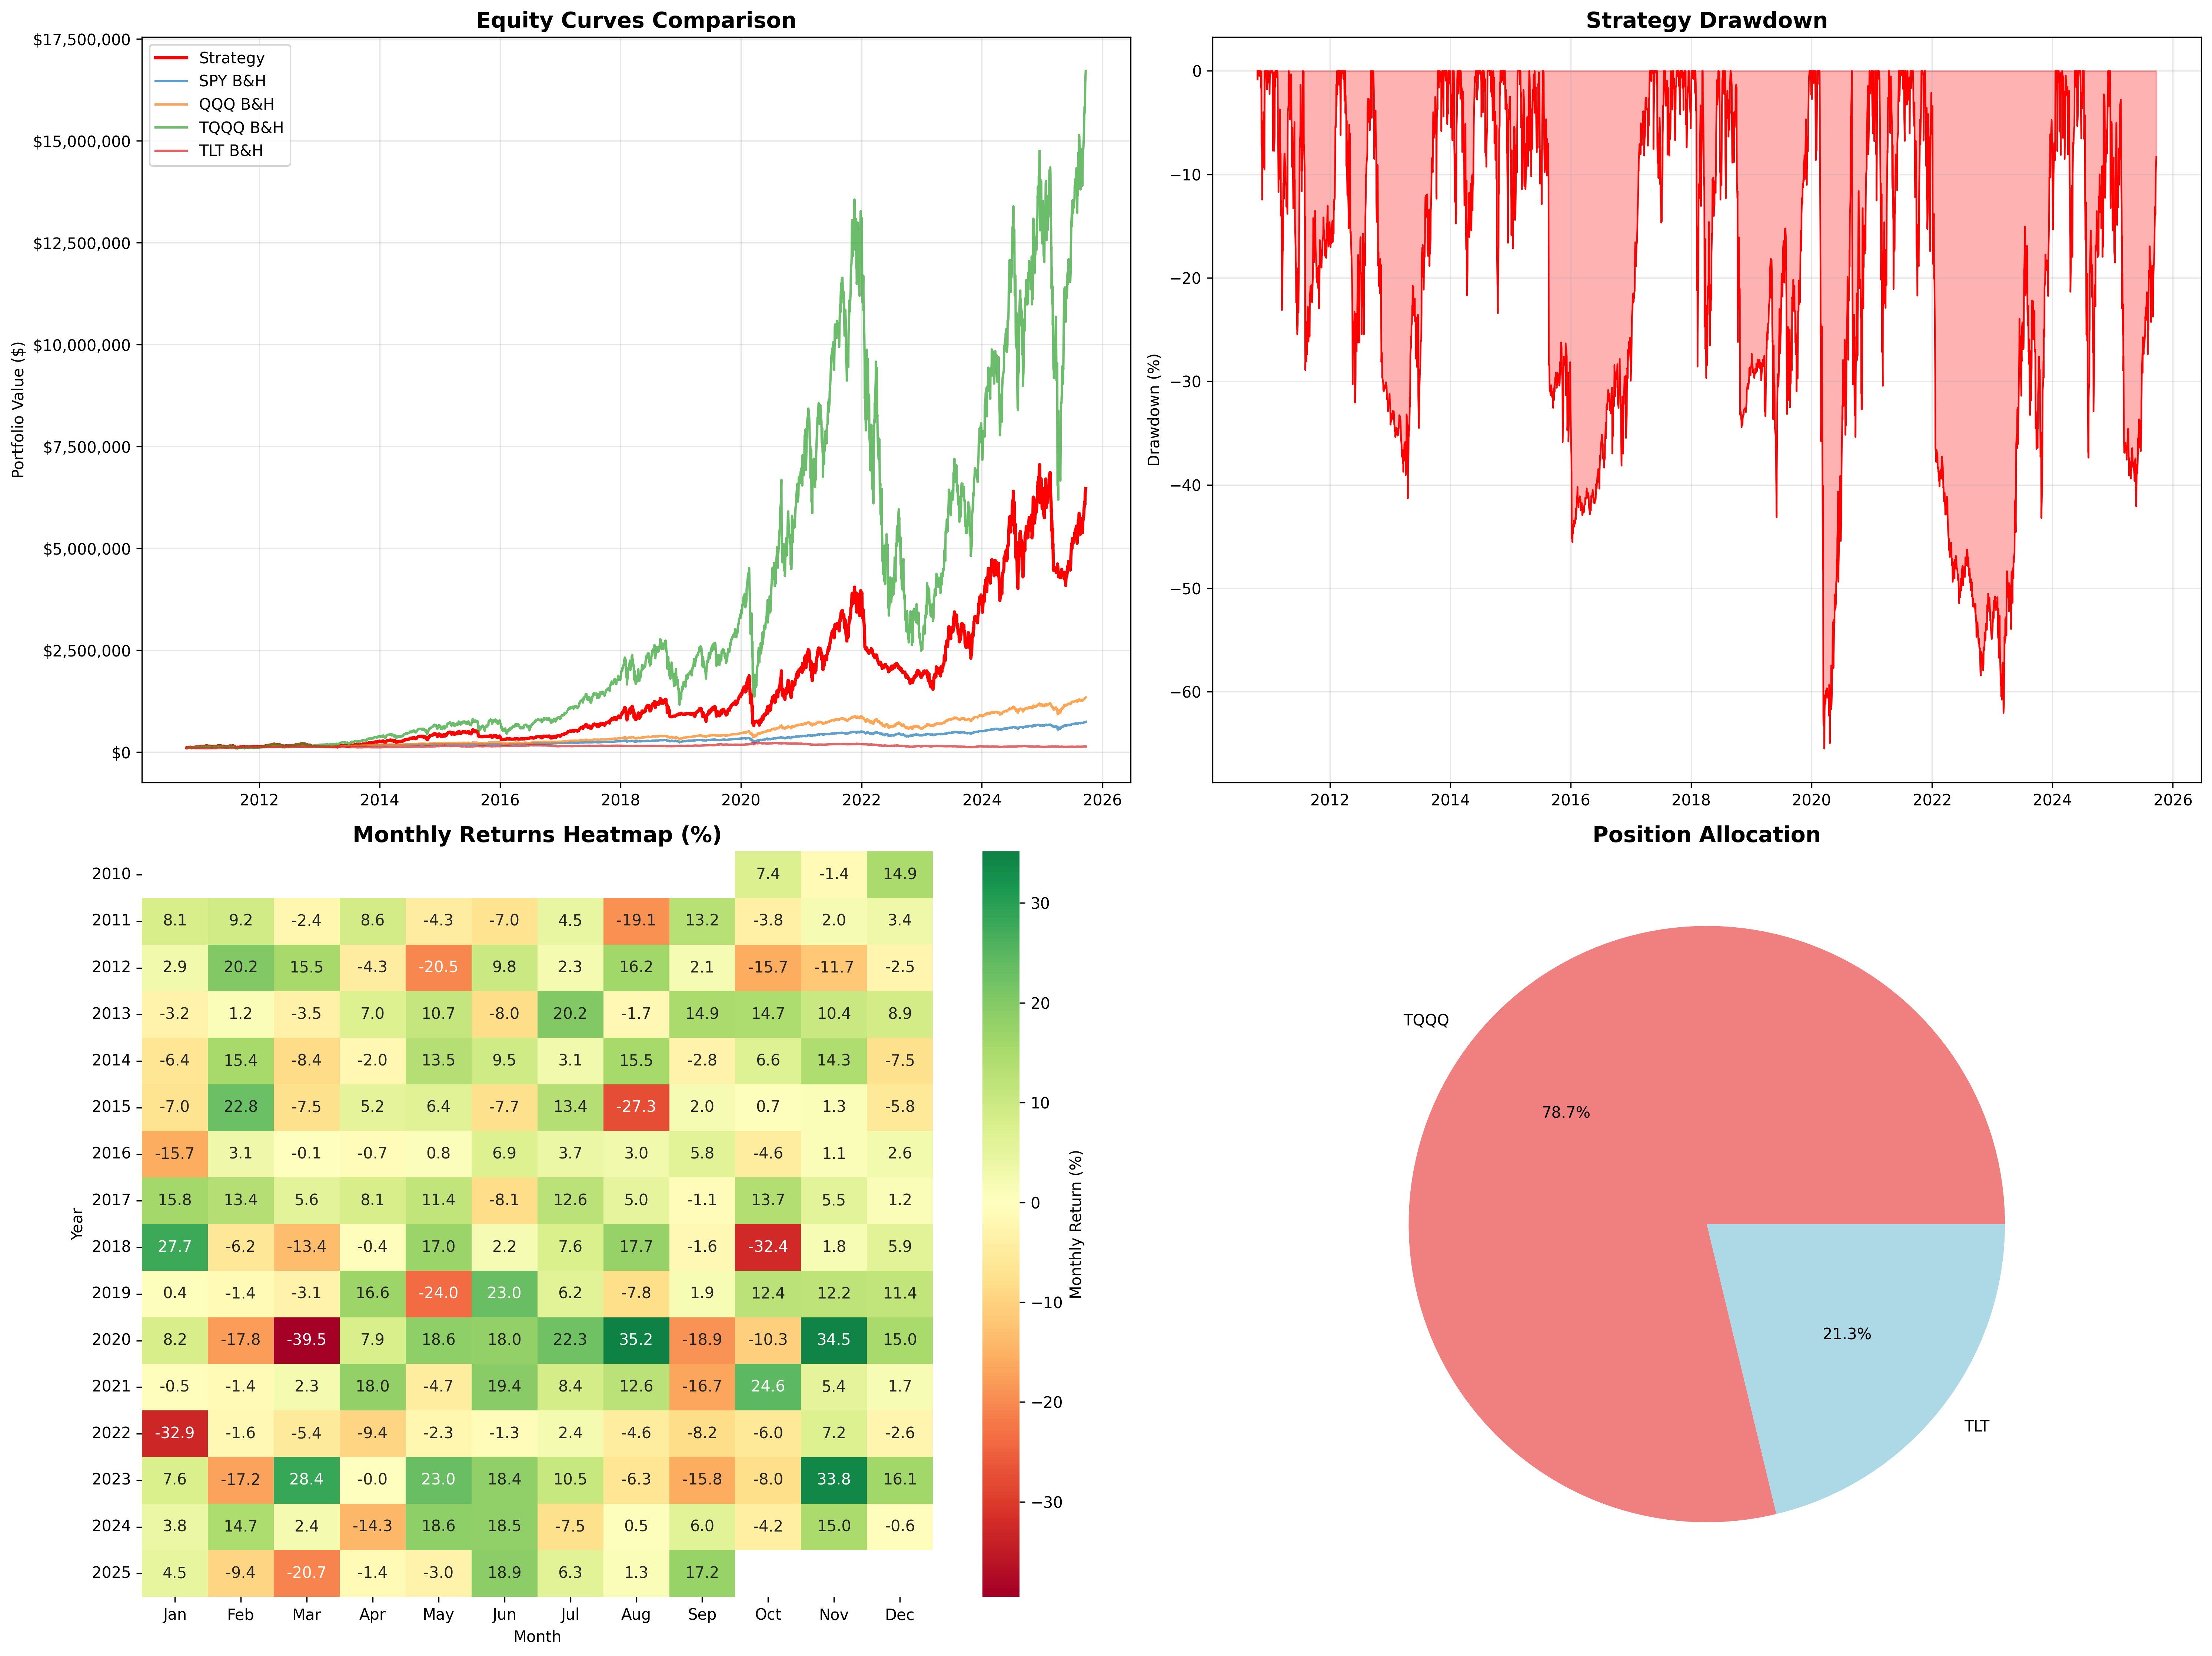 Equity Curves Comparison
Portfolio Value ($)
$17,500,000
$15,000,000
$12,500,000
$10,000,000
$7,500,000
$5,000,000
$2,500,000
$0
Strategy
SPY B&H
QQQ B&H
TQQQ B&H
TLT B&H
2012 2014 2016 2018 2020 2022 2024 2026
Strategy Drawdown
Drawdown (%)
0
−10
−20
−30
−40
−50
−60
2012 2014 2016 2018 2020 2022 2024 2026
Monthly Returns Heatmap (%)
Year
2010 7.4 -1.4 14.9
2011 8.1 9.2 -2.4 8.6 -4.3 -7.0 4.5 -19.1 13.2 -3.8 2.0 3.4
2012 2.9 20.2 15.5 -4.3 -20.5 9.8 2.3 16.2 2.1 -15.7 -11.7 -2.5
2013 -3.2 1.2 -3.5 7.0 10.7 -8.0 20.2 -1.7 14.9 14.7 10.4 8.9
2014 -6.4 15.4 -8.4 -2.0 13.5 9.5 3.1 15.5 -2.8 6.6 14.3 -7.5
2015 -7.0 22.8 -7.5 5.2 6.4 -7.7 13.4 -27.3 2.0 0.7 1.3 -5.8
2016 -15.7 3.1 -0.1 -0.7 0.8 6.9 3.7 3.0 5.8 -4.6 1.1 2.6
2017 15.8 13.4 5.6 8.1 11.4 -8.1 12.6 5.0 -1.1 13.7 5.5 1.2
2018 27.7 -6.2 -13.4 -0.4 17.0 2.2 7.6 17.7 -1.6 -32.4 1.8 5.9
2019 0.4 -1.4 -3.1 16.6 -24.0 23.0 6.2 -7.8 1.9 12.4 12.2 11.4
2020 8.2 -17.8 -39.5 7.9 18.6 18.0 22.3 35.2 -18.9 -10.3 34.5 15.0
2021 -0.5 -1.4 2.3 18.0 -4.7 19.4 8.4 12.6 -16.7 24.6 5.4 1.7
2022 -32.9 -1.6 -5.4 -9.4 -2.3 -1.3 2.4 -4.6 -8.2 -6.0 7.2 -2.6
2023 7.6 -17.2 28.4 -0.0 23.0 18.4 10.5 -6.3 -15.8 -8.0 33.8 16.1
2024 3.8 14.7 2.4 -14.3 18.6 18.5 -7.5 0.5 6.0 -4.2 15.0 -0.6
2025 4.5 -9.4 -20.7 -1.4 -3.0 18.9 6.3 1.3 17.2
Jan Feb Mar Apr May Jun Jul Aug Sep Oct Nov Dec
Month
30
20
10
0
−10
−20
−30
Monthly Return (%)
Position Allocation
TQQQ
78.7%
21.3%
TLT